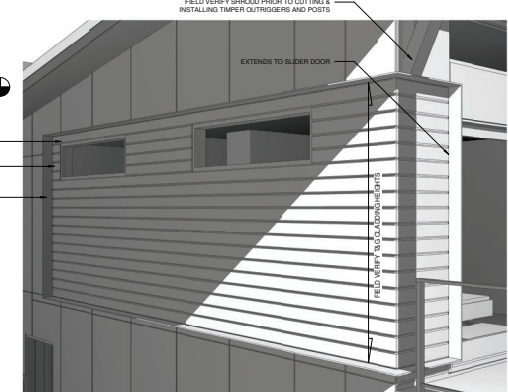 FIELD VERIFY SHROUD PRIOR TO CUTTING &
INSTALLING TIMPER OUTRIGGERS AND POSTS
EXTENDS TO SLIDER DOOR
FIELD VERIFY T&G CLADDING HEIGHTS